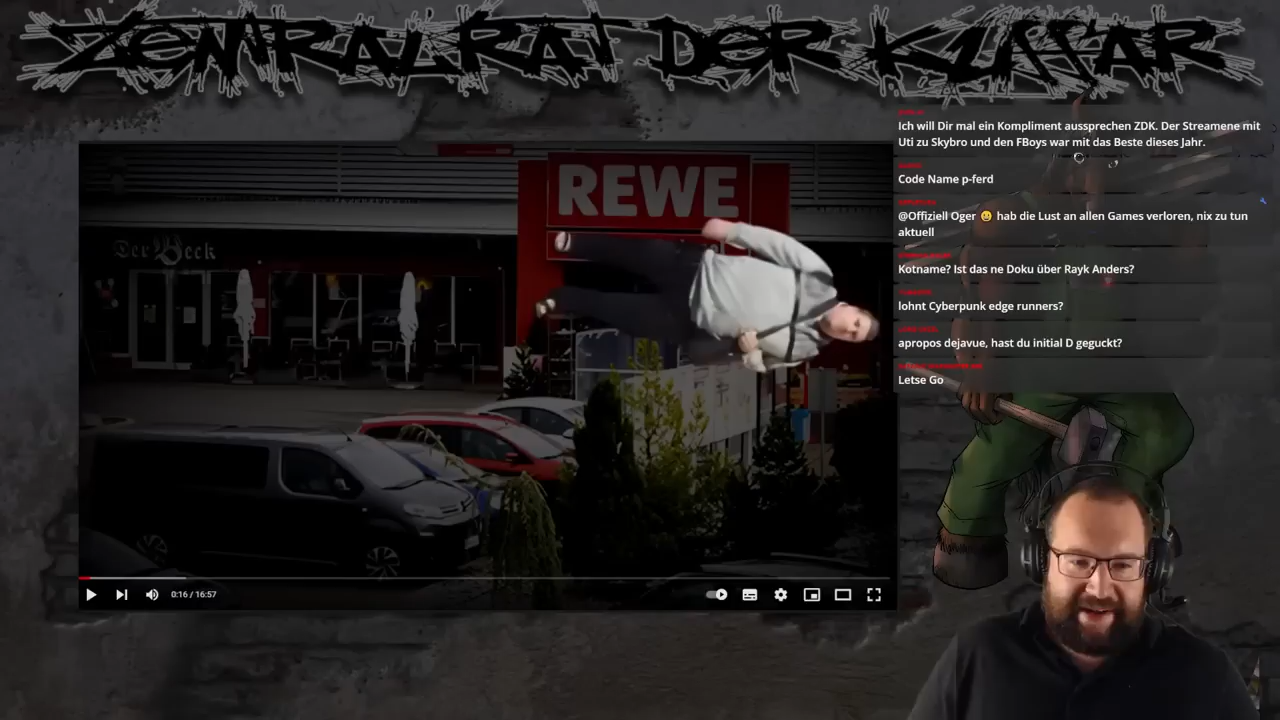 ZENTRALRAT DER KUFFAR
Ich will Dir mal ein Kompliment aussprechen ZDK. Der Streamene mit
Uti zu Skybro und den FBoys war mit das Beste dieses Jahr.
REWE
Code Name p-ferd
@Offiziell Oger 😐 hab die Lust an allen Games verloren, nix zu tun
aktuell
Der Beck
Kotname? Ist das ne Doku über Rayk Anders?
lohnt Cyberpunk edge runners?
apropos dejavue, hast du initial D geguckt?
Letse Go
0:16 / 16:57